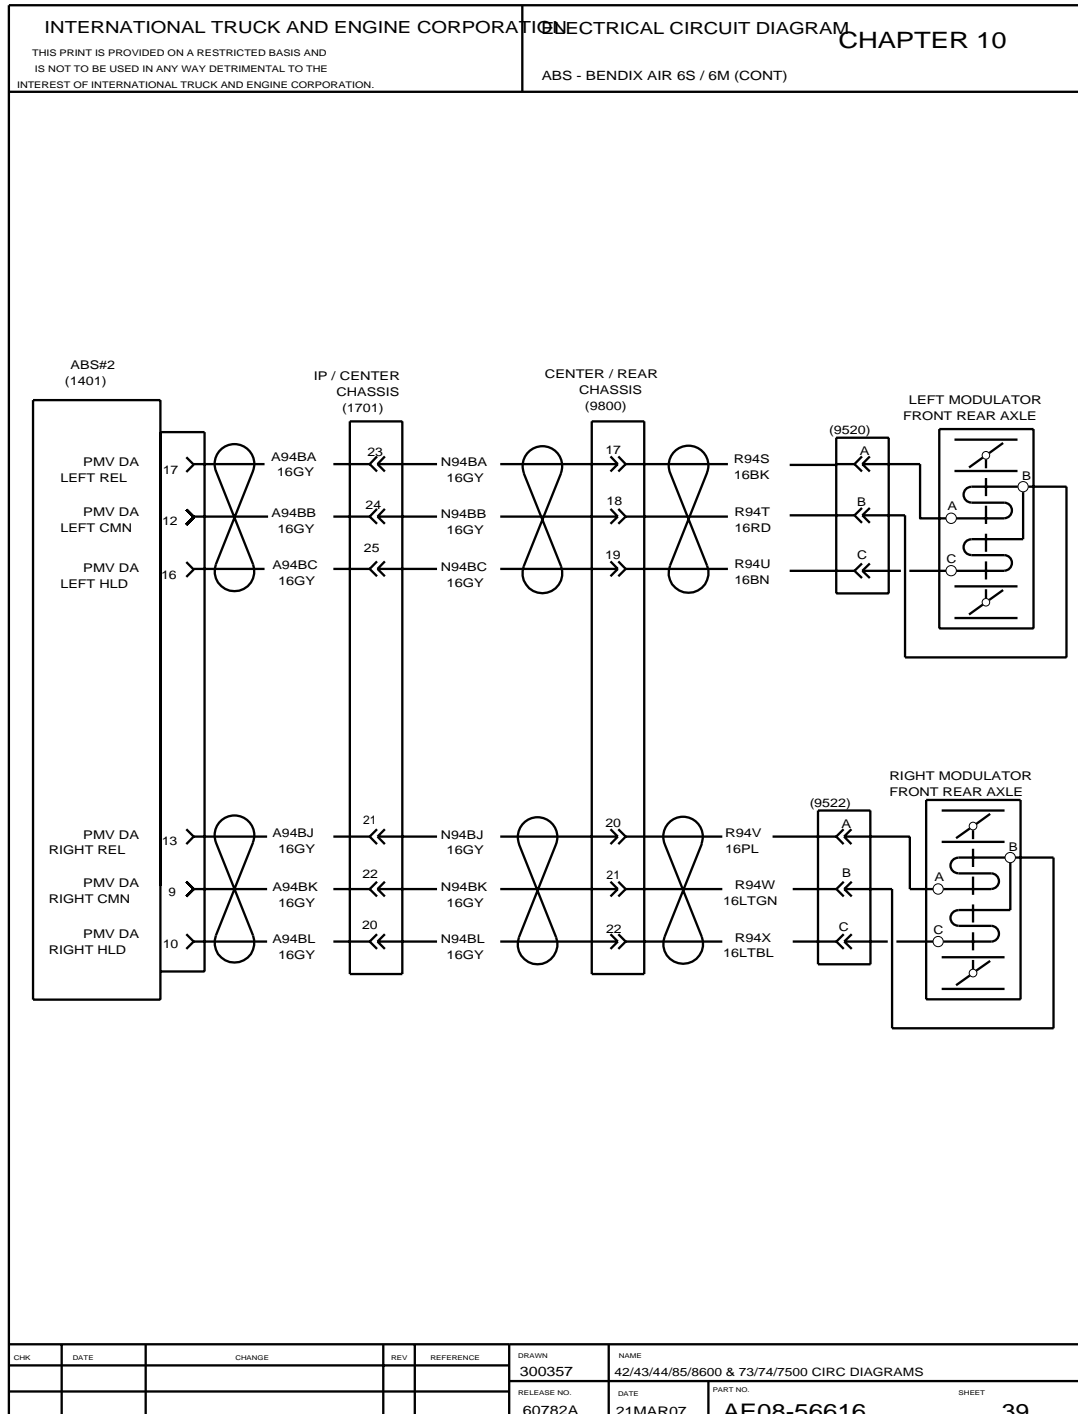 INTERNATIONAL TRUCK AND ENGINE CORPORATION
THIS PRINT IS PROVIDED ON A RESTRICTED BASIS AND
IS NOT TO BE USED IN ANY WAY DETRIMENTAL TO THE
INTEREST OF INTERNATIONAL TRUCK AND ENGINE CORPORATION.
ELECTRICAL CIRCUIT DIAGRAM
CHAPTER 10
ABS - BENDIX AIR 6S / 6M (CONT)
ABS#2
(1401)
IP / CENTER
CHASSIS
(1701)
CENTER / REAR
CHASSIS
(9800)
LEFT MODULATOR
FRONT REAR AXLE
(9520)
PMV DA
LEFT REL
17
A94BA
16GY
23
N94BA
16GY
17
R94S
16BK
A
PMV DA
LEFT CMN
12
A94BB
16GY
24
N94BB
16GY
18
R94T
16RD
B
PMV DA
LEFT HLD
16
A94BC
16GY
25
N94BC
16GY
19
R94U
16BN
C
A
B
C
RIGHT MODULATOR
FRONT REAR AXLE
(9522)
PMV DA
RIGHT REL
13
A94BJ
16GY
21
N94BJ
16GY
20
R94V
16PL
A
PMV DA
RIGHT CMN
9
A94BK
16GY
22
N94BK
16GY
21
R94W
16LTGN
B
PMV DA
RIGHT HLD
10
A94BL
16GY
20
N94BL
16GY
22
R94X
16LTBL
C
A
B
C
CHK DATE CHANGE REV REFERENCE
DRAWN
300357
NAME
42/43/44/85/8600 & 73/74/7500 CIRC DIAGRAMS
RELEASE NO.
60782A
DATE
21MAR07
PART NO.
AE08-56616
SHEET
39